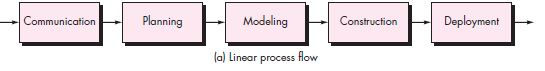 Communication Planning Modeling Construction Deployment
(a) Linear process flow